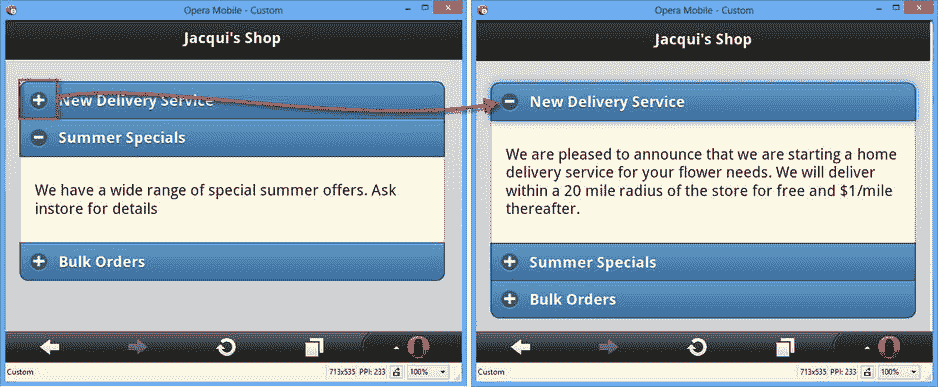 Opera Mobile - Custom
Jacqui's Shop
New Delivery Service
Summer Specials
We have a wide range of special summer offers. Ask
instore for details
Bulk Orders
Custom
713x535 PPI: 233
100%
Opera Mobile - Custom
Jacqui's Shop
New Delivery Service
We are pleased to announce that we are starting a home
delivery service for your flower needs. We will deliver
within a 20 mile radius of the store for free and $1/mile
thereafter.
Summer Specials
Bulk Orders
Custom
713x535 PPI: 233
100%